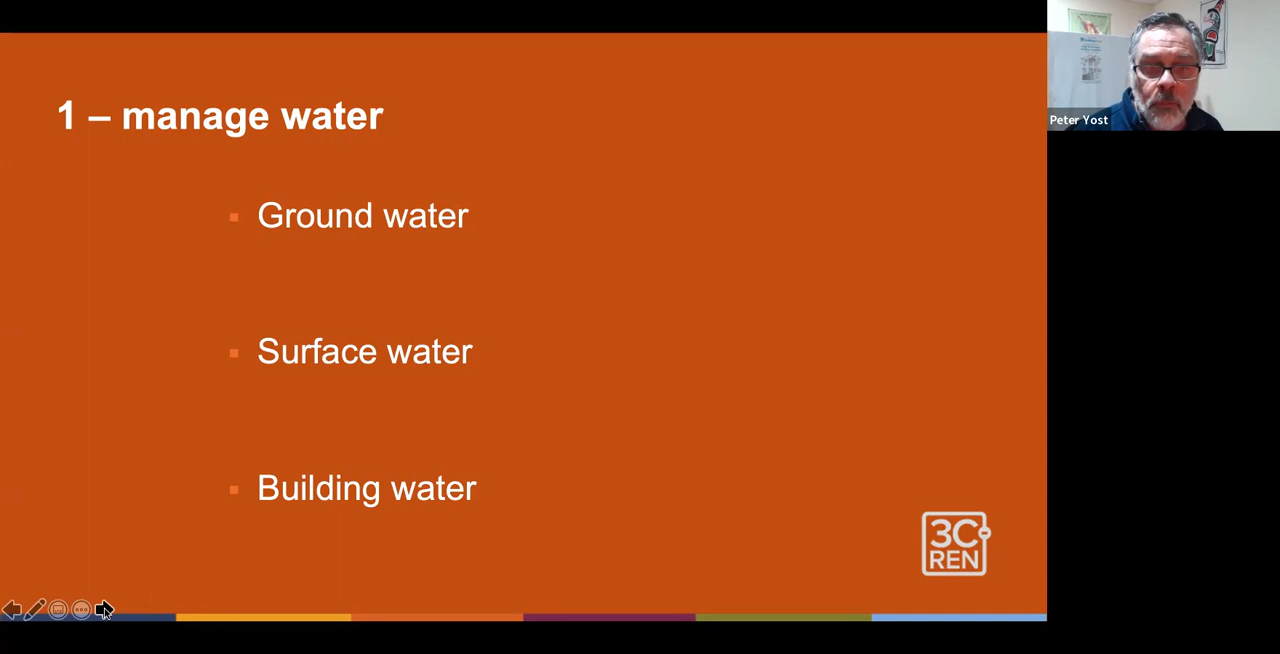 1 – manage water
Peter Yost
▪ Ground water
▪ Surface water
▪ Building water
3C
REN